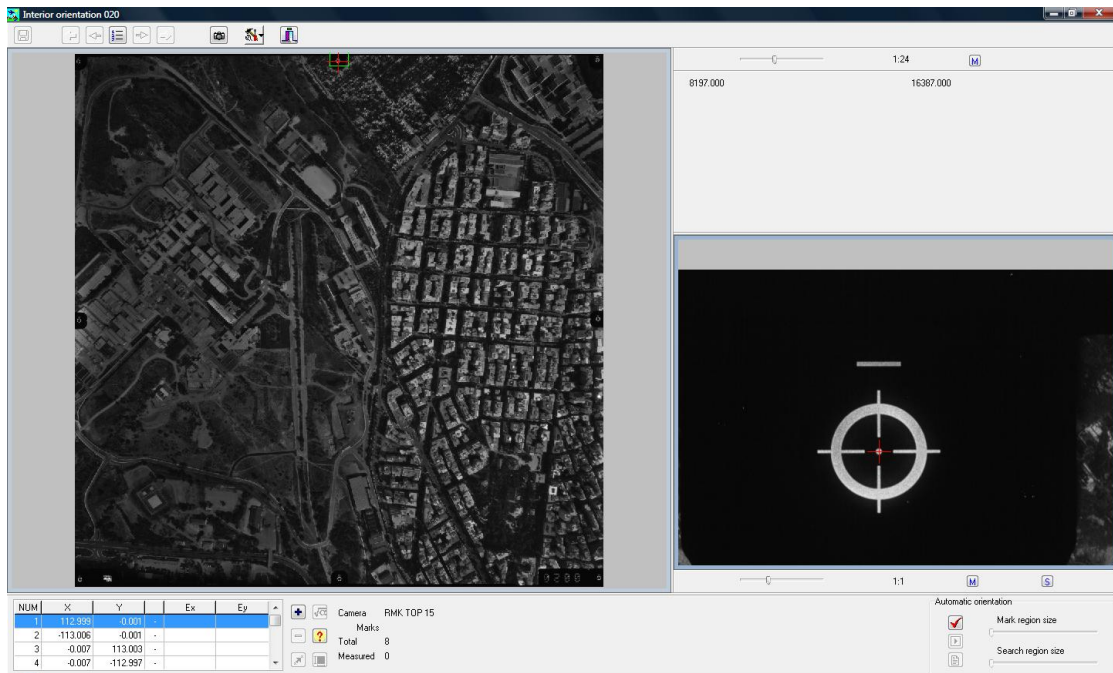 Interior orientation 020
1:24
M
8197.000 16387.000
0200
1:1
M
S
NUM X Y Ex Ey
1 112.999 -0.001 -
2 -113.006 -0.001 -
3 -0.007 113.003 -
4 -0.007 -112.997 -
Camera RMK TOP 15
Marks
Total 8
Measured 0
Automatic orientation
Mark region size
Search region size